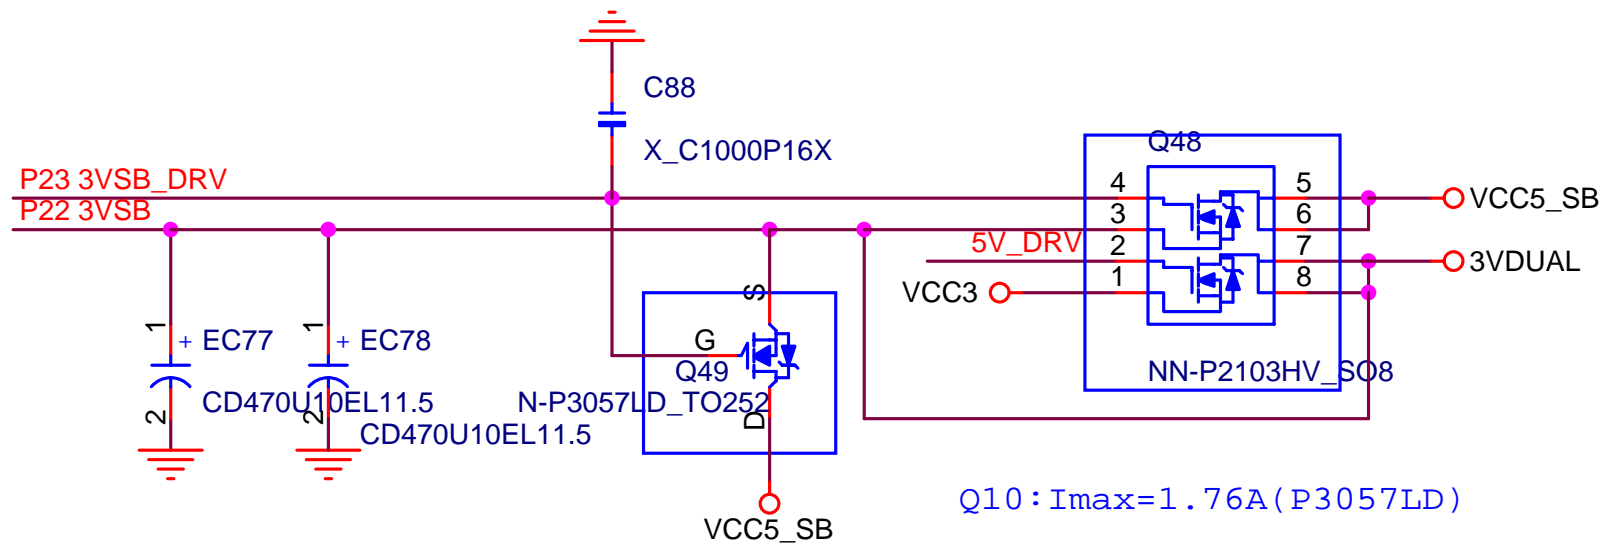 C88
X_C1000P16X
P23 3VSB_DRV
P22 3VSB
Q48
4
3
2
1
5
6
7
8
VCC5_SB
3VDUAL
5V_DRV
VCC3
NN-P2103HV_SO8
1
+ EC77
2
CD470U10EL11.5
1
+ EC78
2
CD470U10EL11.5
S
G
Q49
N-P3057LD_TO252
D
VCC5_SB
Q10:Imax=1.76A(P3057LD)